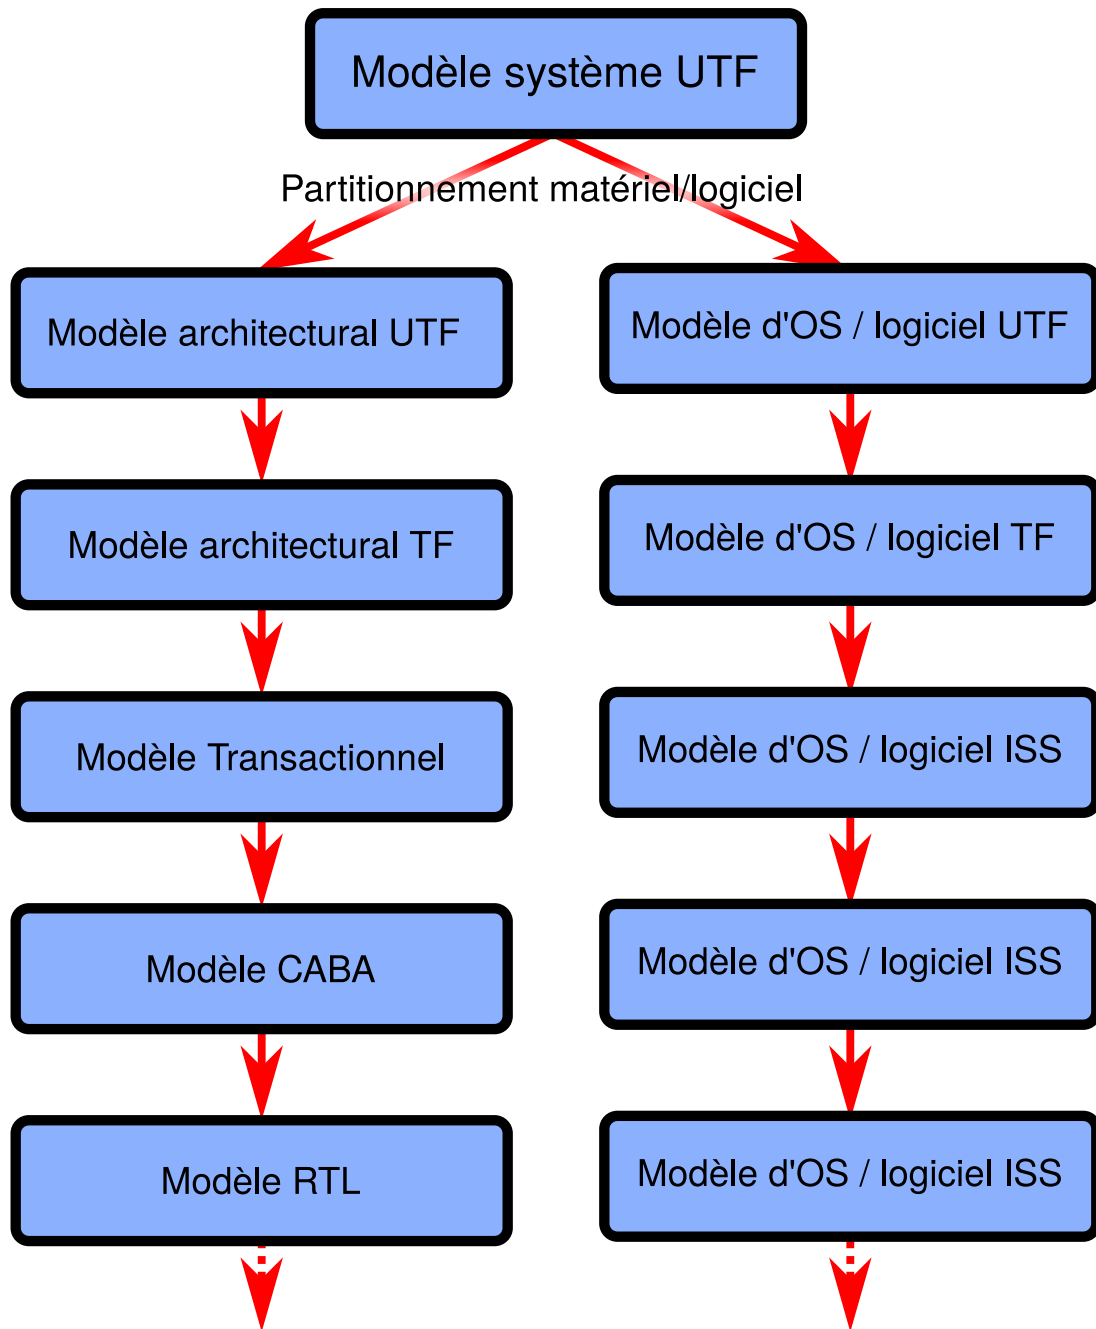 Modèle système UTF
Partitionnement matériel/logiciel
Modèle architectural UTF
Modèle d'OS / logiciel UTF
Modèle architectural TF
Modèle d'OS / logiciel TF
Modèle Transactionnel
Modèle d'OS / logiciel ISS
Modèle CABA
Modèle d'OS / logiciel ISS
Modèle RTL
Modèle d'OS / logiciel ISS